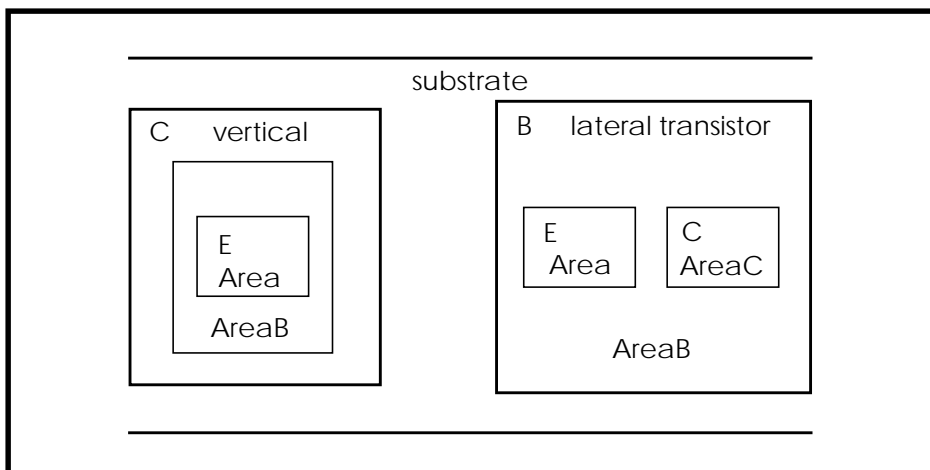 substrate
C vertical
E
Area
AreaB
B lateral transistor
E
Area
C
AreaC
AreaB